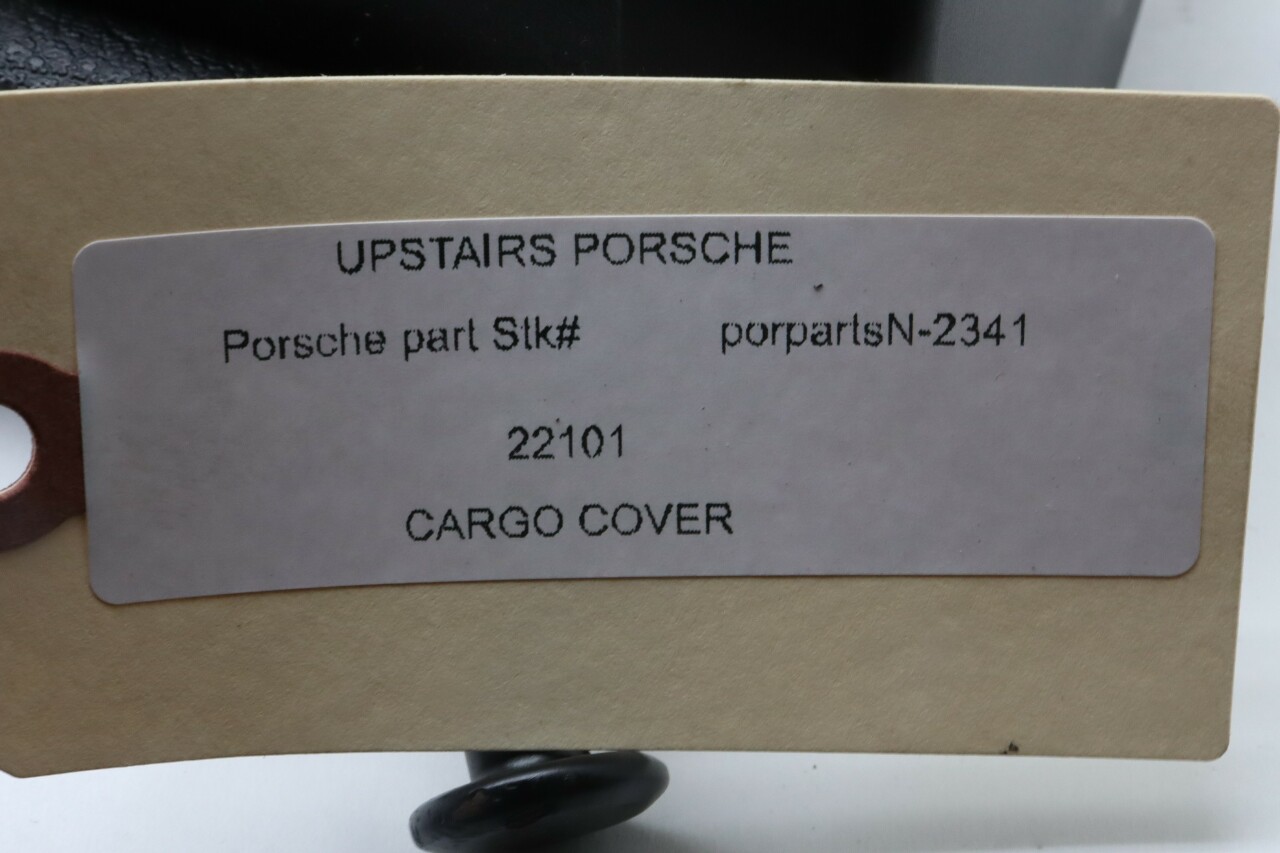 UPSTAIRS PORSCHE
Porsche part Stk# porpartsN-2341
22101
CARGO COVER